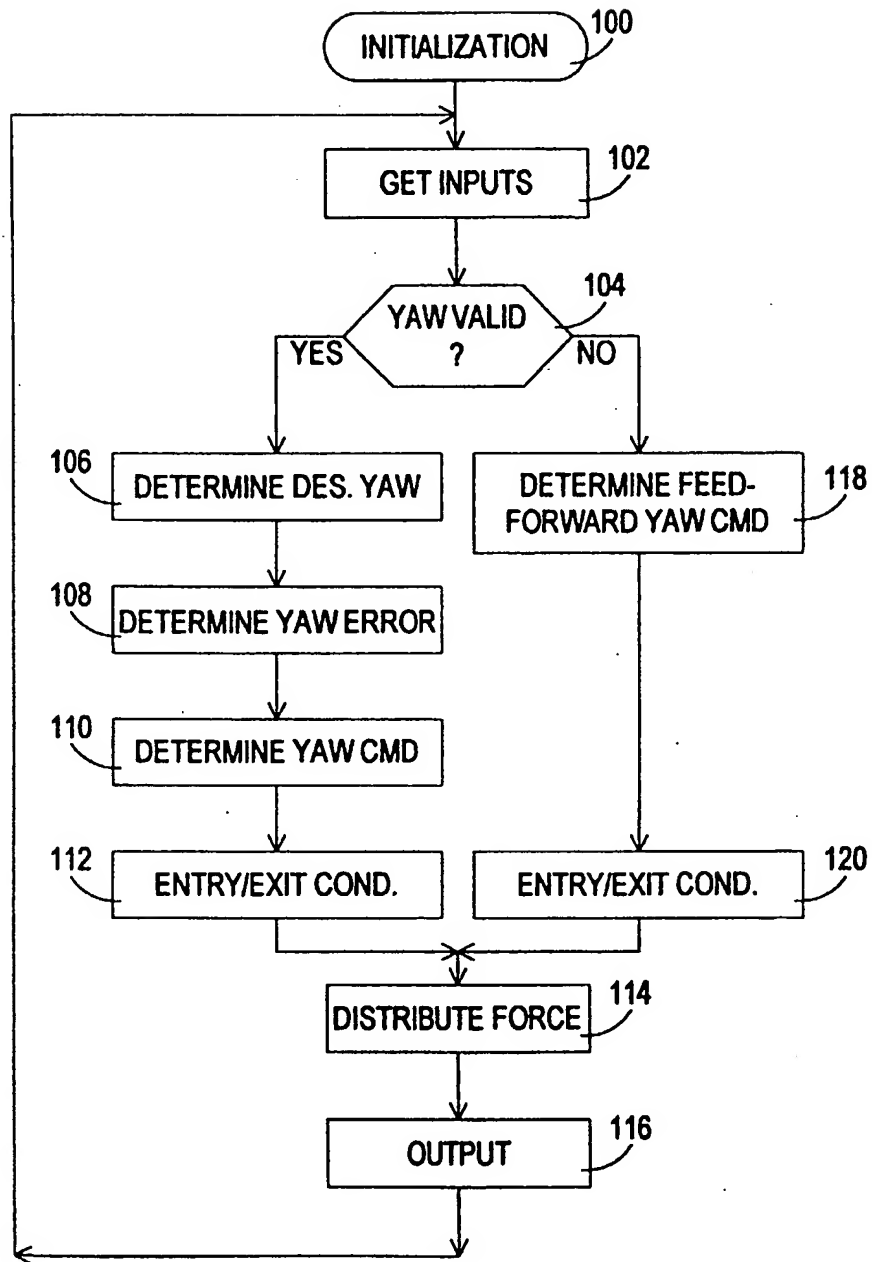 INITIALIZATION
100
GET INPUTS
102
YAW VALID
?
104
YES
NO
106
DETERMINE DES. YAW
DETERMINE FEED-
FORWARD YAW CMD
118
108
DETERMINE YAW ERROR
110
DETERMINE YAW CMD
112
ENTRY/EXIT COND.
ENTRY/EXIT COND.
120
DISTRIBUTE FORCE
114
OUTPUT
116